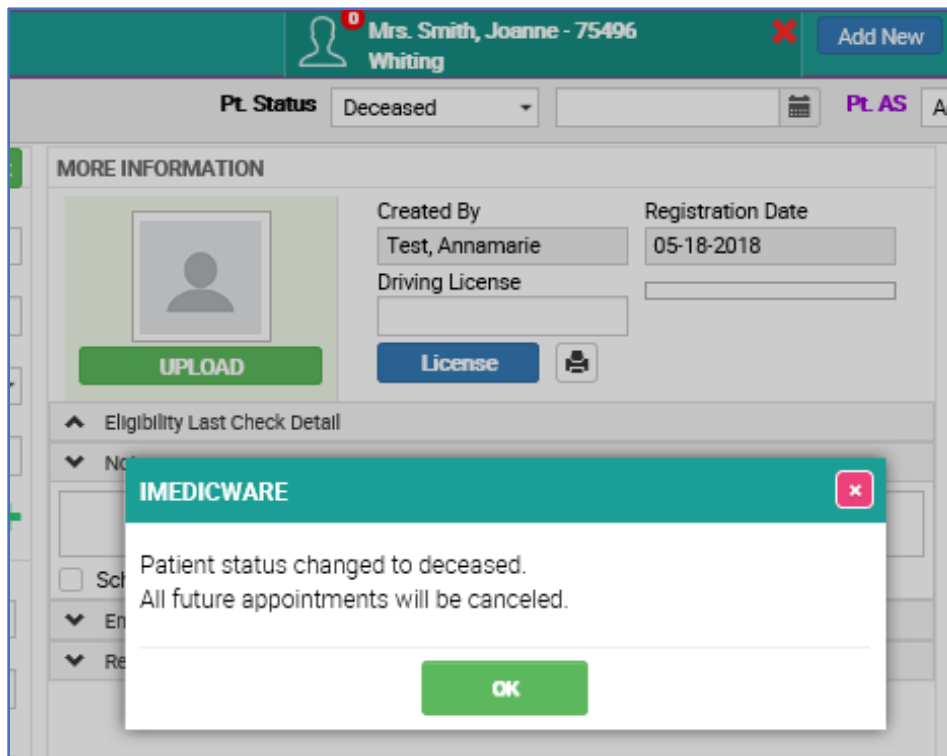 0
Mrs. Smith, Joanne - 75496
Whiting
Add New
Pt. Status
Deceased
Pt. AS
MORE INFORMATION
Created By
Registration Date
Test, Annamarie
05-18-2018
Driving License
UPLOAD
License
Eligibility Last Check Detail
IMEDICWARE
Patient status changed to deceased.
All future appointments will be canceled.
OK